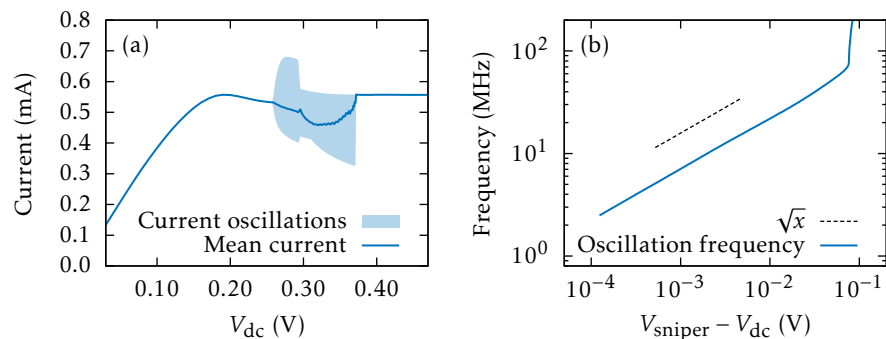 (a)
Current (mA)
0.8
0.7
0.6
0.5
0.4
0.3
0.2
0.1
0.0
Current oscillations
Mean current
0.10 0.20 0.30 0.40
V_dc (V)
(b)
Frequency (MHz)
10^2
10^1
10^0
√x
Oscillation frequency
10^−4 10^−3 10^−2 10^−1
V_sniper − V_dc (V)